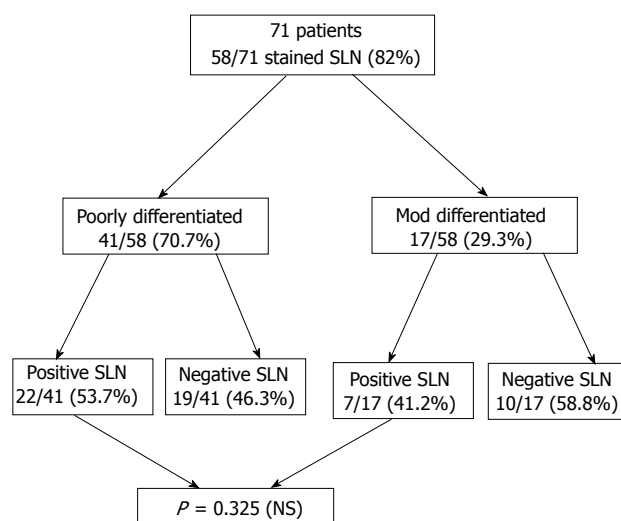 71 patients
58/71 stained SLN (82%)
Poorly differentiated
41/58 (70.7%)
Mod differentiated
17/58 (29.3%)
Positive SLN
22/41 (53.7%)
Negative SLN
19/41 (46.3%)
Positive SLN
7/17 (41.2%)
Negative SLN
10/17 (58.8%)
P = 0.325 (NS)